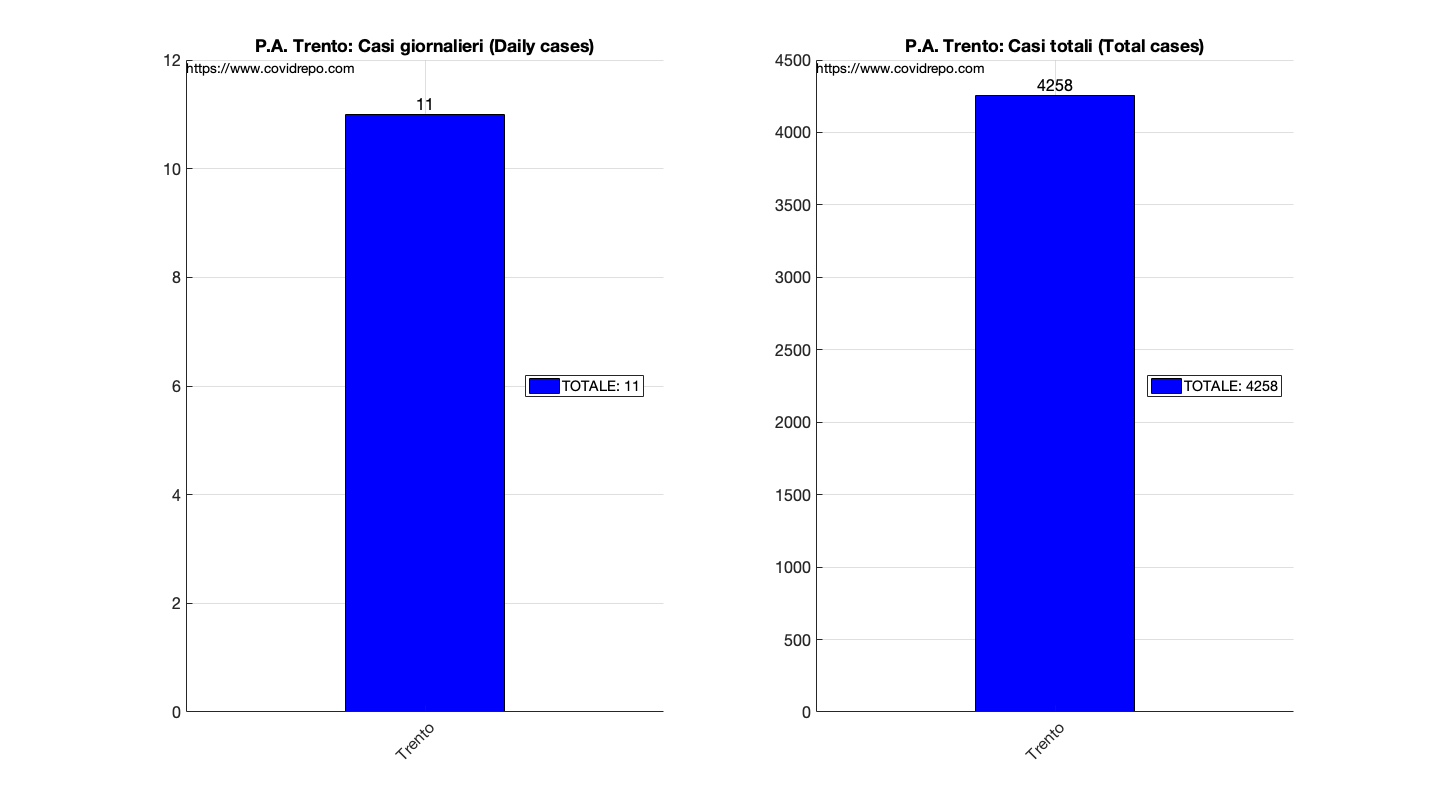 P.A. Trento: Casi giornalieri (Daily cases)
https://www.covidrepo.com
12
10
8
6
4
2
0
11
TOTALE: 11
Trento
P.A. Trento: Casi totali (Total cases)
https://www.covidrepo.com
4500
4000
3500
3000
2500
2000
1500
1000
500
0
4258
TOTALE: 4258
Trento